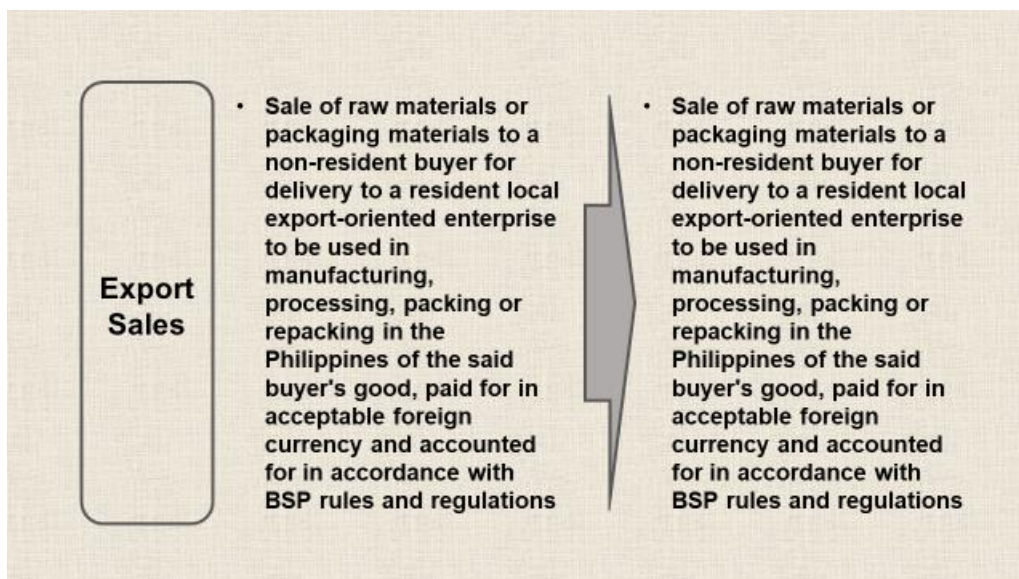 Export
Sales
• Sale of raw materials or
packaging materials to a
non-resident buyer for
delivery to a resident local
export-oriented enterprise
to be used in
manufacturing,
processing, packing or
repacking in the
Philippines of the said
buyer's good, paid for in
acceptable foreign
currency and accounted
for in accordance with
BSP rules and regulations
• Sale of raw materials or
packaging materials to a
non-resident buyer for
delivery to a resident local
export-oriented enterprise
to be used in
manufacturing,
processing, packing or
repacking in the
Philippines of the said
buyer's good, paid for in
acceptable foreign
currency and accounted
for in accordance with
BSP rules and regulations